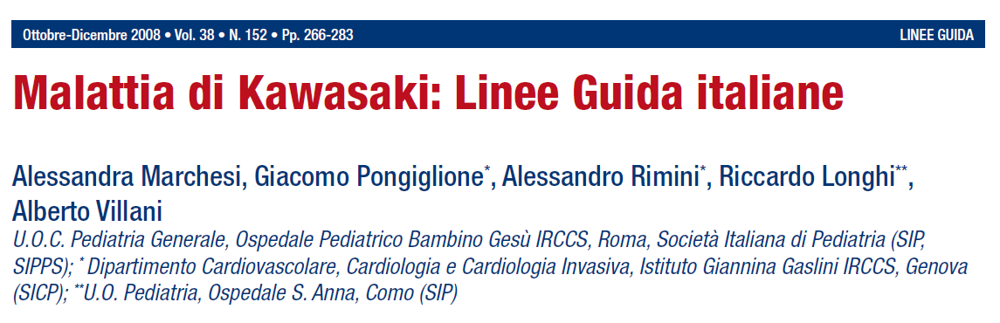 Ottobre-Dicembre 2008 • Vol. 38 • N. 152 • Pp. 266-283 LINEE GUIDA
Malattia di Kawasaki: Linee Guida italiane
Alessandra Marchesi, Giacomo Pongiglione*, Alessandro Rimini*, Riccardo Longhi**,
Alberto Villani
U.O.C. Pediatria Generale, Ospedale Pediatrico Bambino Gesù IRCCS, Roma, Società Italiana di Pediatria (SIP,
SIPPS); * Dipartimento Cardiovascolare, Cardiologia e Cardiologia Invasiva, Istituto Giannina Gaslini IRCCS, Genova
(SICP); **U.O. Pediatria, Ospedale S. Anna, Como (SIP)